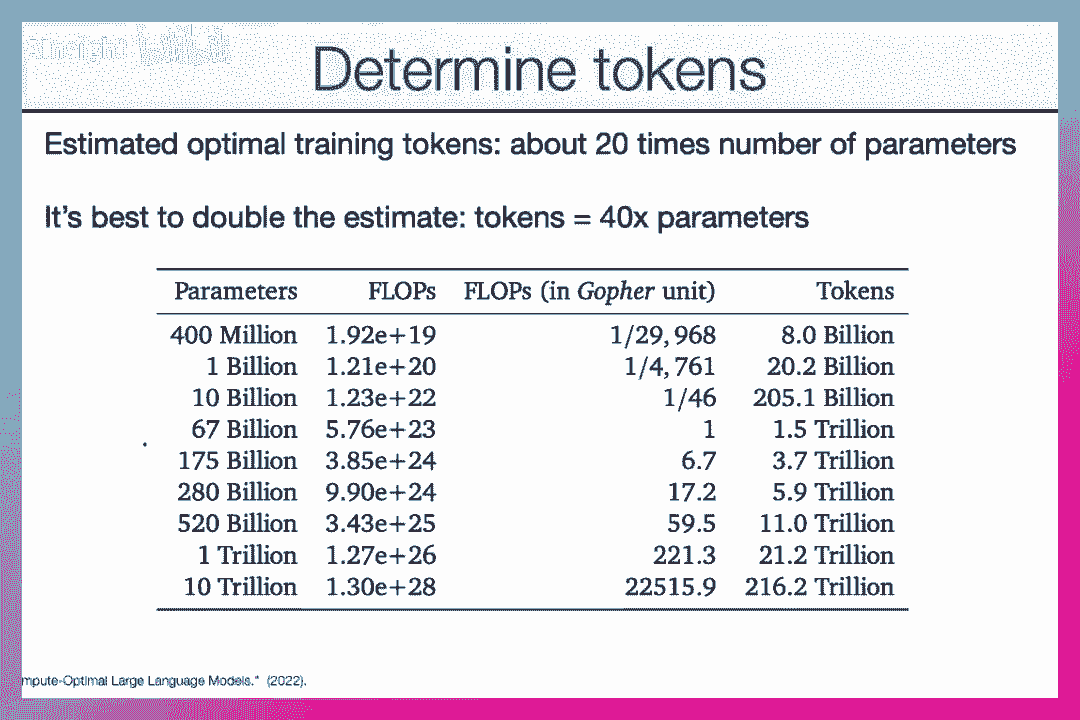 Determine tokens
Estimated optimal training tokens: about 20 times number of parameters
It’s best to double the estimate: tokens = 40x parameters
Parameters FLOPs FLOPs (in Gopher unit) Tokens
400 Million 1.92e+19 1/29,968 8.0 Billion
1 Billion 1.21e+20 1/4,761 20.2 Billion
10 Billion 1.23e+22 1/46 205.1 Billion
67 Billion 5.76e+23 1 1.5 Trillion
175 Billion 3.85e+24 6.7 3.7 Trillion
280 Billion 9.90e+24 17.2 5.9 Trillion
520 Billion 3.43e+25 59.5 11.0 Trillion
1 Trillion 1.27e+26 221.3 21.2 Trillion
10 Trillion 1.30e+28 22515.9 216.2 Trillion
mpute-Optimal Large Language Models." (2022).